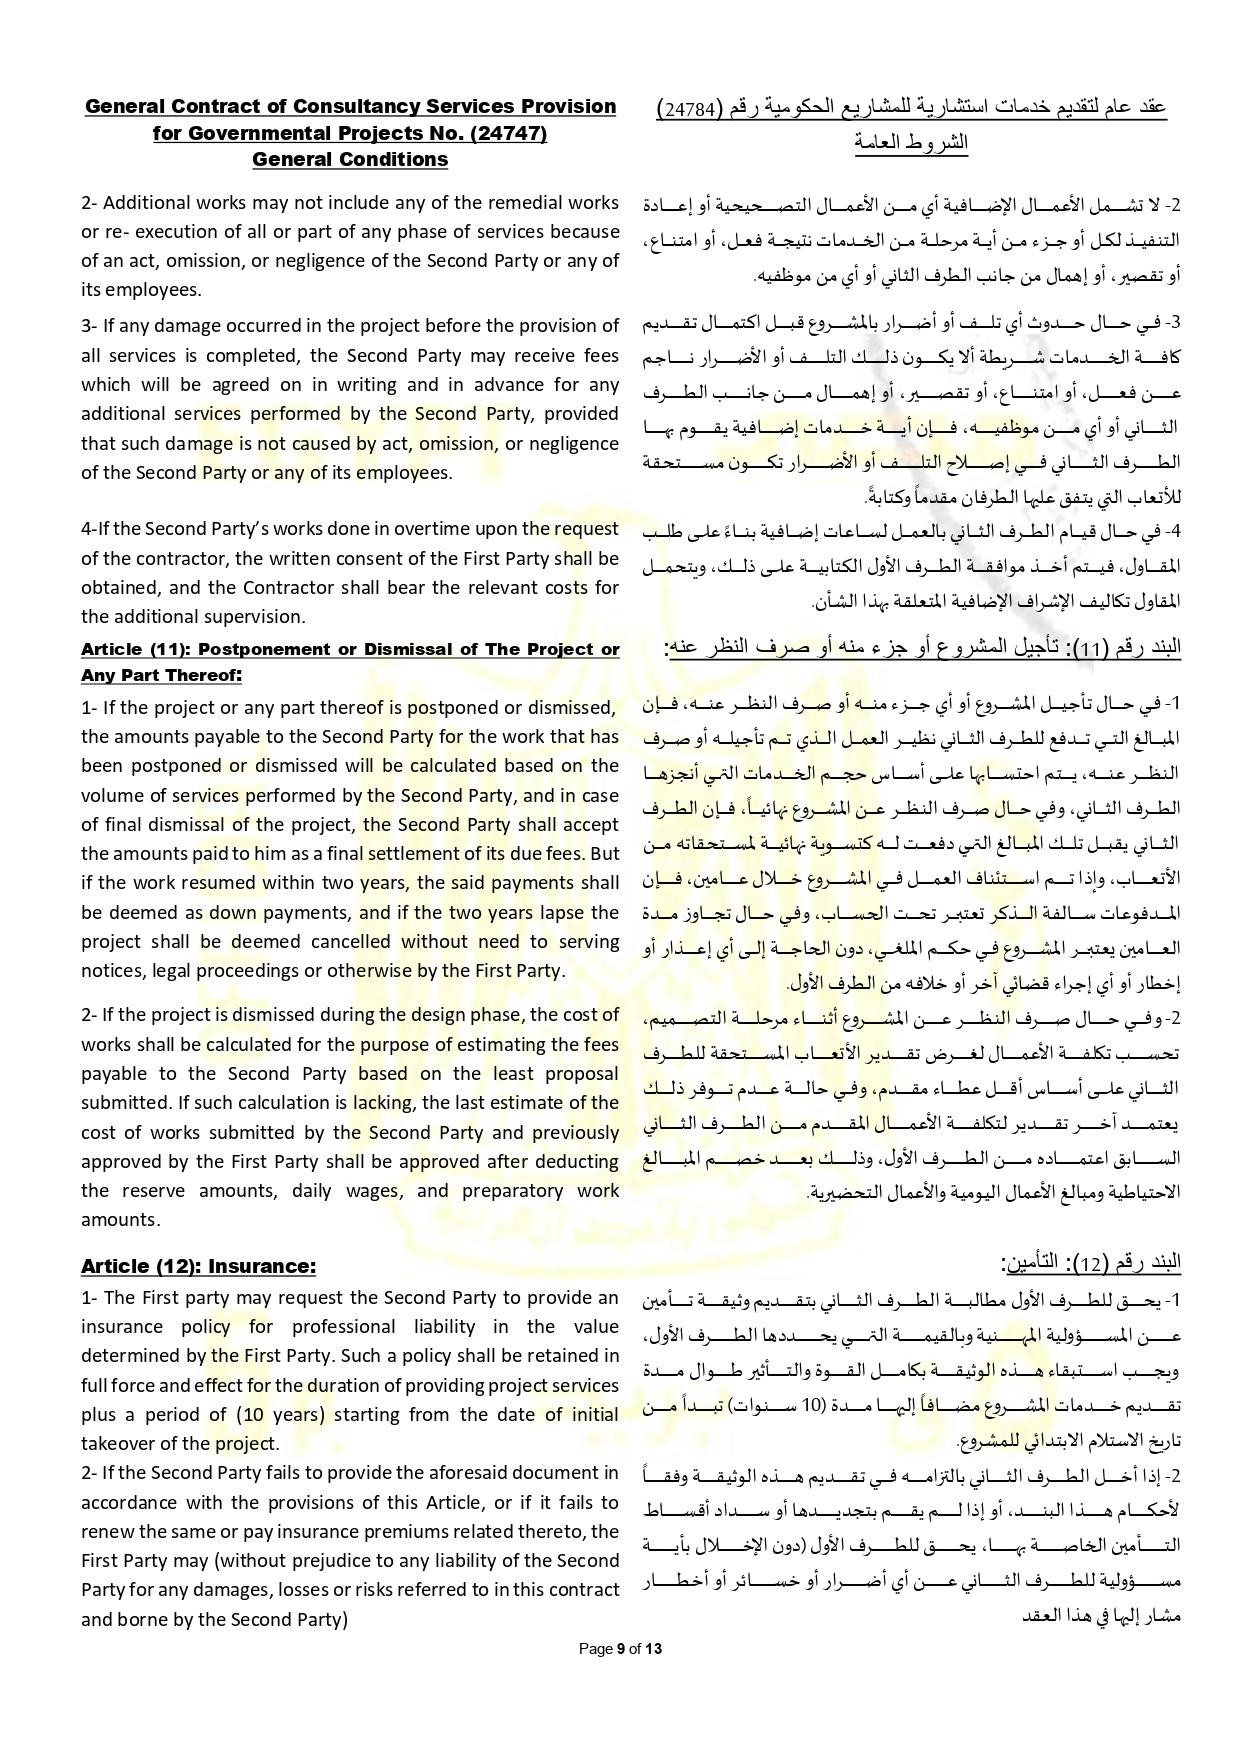 General Contract of Consultancy Services Provision
for Governmental Projects No. (24747)
General Conditions
2- Additional works may not include any of the remedial works
or re- execution of all or part of any phase of services because
of an act, omission, or negligence of the Second Party or any of
its employees.
3- If any damage occurred in the project before the provision of
all services is completed, the Second Party may receive fees
which will be agreed on in writing and in advance for any
additional services performed by the Second Party, provided
that such damage is not caused by act, omission, or negligence
of the Second Party or any of its employees.
4-If the Second Party’s works done in overtime upon the request
of the contractor, the written consent of the First Party shall be
obtained, and the Contractor shall bear the relevant costs for
the additional supervision.
Article (11): Postponement or Dismissal of The Project or
Any Part Thereof:
1- If the project or any part thereof is postponed or dismissed,
the amounts payable to the Second Party for the work that has
been postponed or dismissed will be calculated based on the
volume of services performed by the Second Party, and in case
of final dismissal of the project, the Second Party shall accept
the amounts paid to him as a final settlement of its due fees. But
if the work resumed within two years, the said payments shall
be deemed as down payments, and if the two years lapse the
project shall be deemed cancelled without need to serving
notices, legal proceedings or otherwise by the First Party.
2- If the project is dismissed during the design phase, the cost of
works shall be calculated for the purpose of estimating the fees
payable to the Second Party based on the least proposal
submitted. If such calculation is lacking, the last estimate of the
cost of works submitted by the Second Party and previously
approved by the First Party shall be approved after deducting
the reserve amounts, daily wages, and preparatory work
amounts.
Article (12): Insurance:
1- The First party may request the Second Party to provide an
insurance policy for professional liability in the value
determined by the First Party. Such a policy shall be retained in
full force and effect for the duration of providing project services
plus a period of (10 years) starting from the date of initial
takeover of the project.
2- If the Second Party fails to provide the aforesaid document in
accordance with the provisions of this Article, or if it fails to
renew the same or pay insurance premiums related thereto, the
First Party may (without prejudice to any liability of the Second
Party for any damages, losses or risks referred to in this contract
and borne by the Second Party)
عقد عام لتقديم خدمات استشارية للمشاريع الحكومية رقم (24784)
الشروط العامة
2- لا تشمل الأعمال الإضافية أي من الأعمال التصحيحية أو إعادة
التنفيذ لكل أو جزء من أية مرحلة من الخدمات نتيجة فعل، أو امتناع،
أو تقصير، أو إهمال من جانب الطرف الثاني أو أي من موظفيه.
3- في حال حدوث أي تلف أو أضرار بالمشروع قبل اكتمال تقديم
كافة الخدمات شريطة ألا يكون ذلك التلف أو الأضرار ناجم
عن فعل، أو امتناع، أو تقصير، أو إهمال من جانب الطرف
الثاني أو أي من موظفيه، فإن أية خدمات إضافية يقوم بها
الطرف الثاني في إصلاح التلف أو الأضرار تكون مستحقة
للأتعاب التي يتفق عليها الطرفان مقدماً وكتابةً.
4- في حال قيام الطرف الثاني بالعمل لساعات إضافية بناءً على طلب
المقاول، فيتم أخذ موافقة الطرف الأول الكتابية على ذلك، ويتحمل
المقاول تكاليف الإشراف الإضافية المتعلقة بهذا الشأن.
البند رقم (11): تأجيل المشروع أو جزء منه أو صرف النظر عنه:
1- في حال تأجيل المشروع أو أي جزء منه أو صرف النظر عنه، فإن
المبالغ التي تدفع للطرف الثاني نظير العمل الذي تم تأجيله أو صرف
النظر عنه، يتم احتسابها على أساس حجم الخدمات التي أنجزها
الطرف الثاني، وفي حال صرف النظر عن المشروع نهائياً، فإن الطرف
الثاني يقبل تلك المبالغ التي دفعت له كتسوية نهائية لمستحقاته من
الأتعاب، وإذا تم استئناف العمل في المشروع خلال عامين، فإن
المدفوعات سالفة الذكر تعتبر تحت الحساب، وفي حال تجاوز مدة
العامين يعتبر المشروع في حكم الملغي، دون الحاجة إلى أي إعذار أو
إخطار أو أي إجراء قضائي آخر أو خلافه من الطرف الأول.
2- وفي حال صرف النظر عن المشروع أثناء مرحلة التصميم،
تحسب تكلفة الأعمال لغرض تقدير الأتعاب المستحقة للطرف
الثاني على أساس أقل عطاء مقدم، وفي حالة عدم توفر ذلك
يعتمد آخر تقدير لتكلفة الأعمال المقدم من الطرف الثاني
السابق اعتماده من الطرف الأول، وذلك بعد خصم المبالغ
الاحتياطية ومبالغ الأعمال اليومية والأعمال التحضيرية.
البند رقم (12): التأمين:
1- يحق للطرف الأول مطالبة الطرف الثاني بتقديم وثيقة تأمين
عن المسؤولية المهنية وبالقيمة التي يحددها الطرف الأول،
ويجب استبقاء هذه الوثيقة بكامل القوة والتأثير طوال مدة
تقديم خدمات المشروع مضافاً إليها مدة (10 سنوات) تبدأ من
تاريخ الاستلام الابتدائي للمشروع.
2- إذا أخل الطرف الثاني بالتزامه في تقديم هذه الوثيقة وفقاً
لأحكام هذا البند، أو إذا لم يقم بتجديدها أو سداد أقساط
التأمين الخاصة بها، يحق للطرف الأول (دون الإخلال بأية
مسؤولية للطرف الثاني عن أي أضرار أو خسائر أو أخطار
مشار إليها في هذا العقد
Page 9 of 13